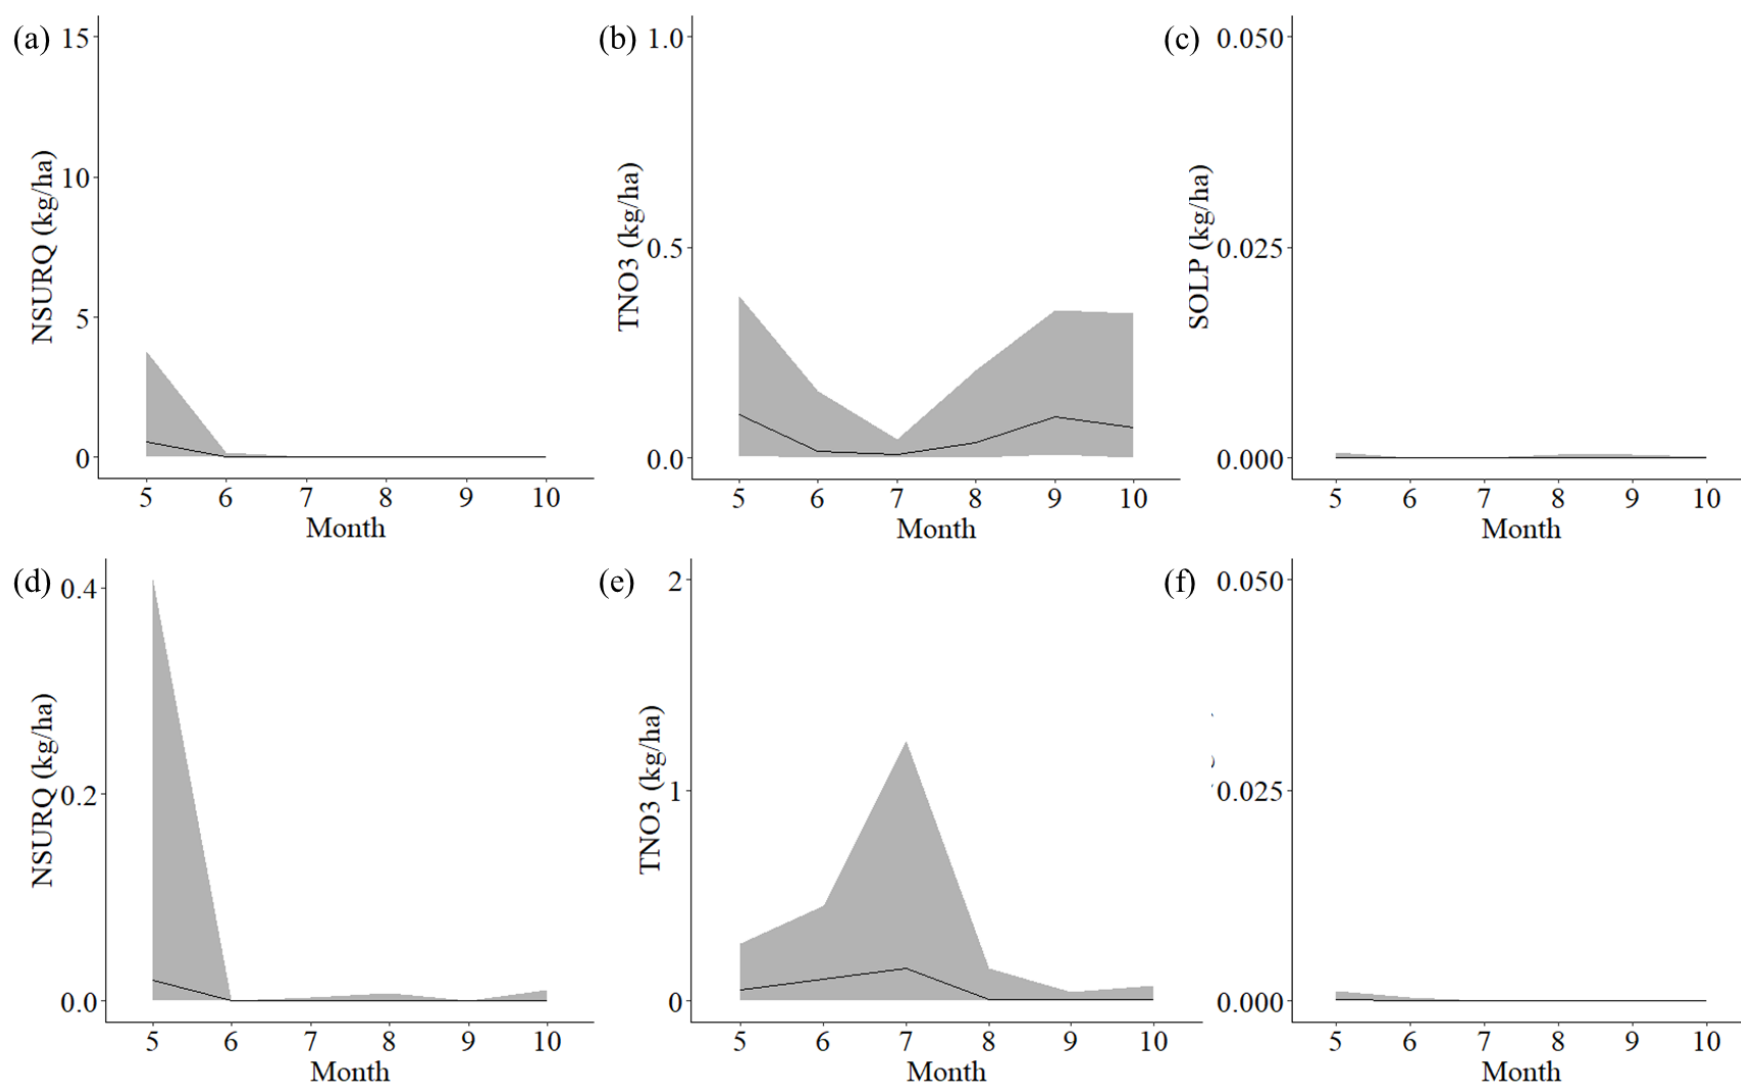 (a)
NSURQ (kg/ha)
15
10
5
0
5 6 7 8 9 10
Month
(b)
TNO3 (kg/ha)
1.0
0.5
0.0
5 6 7 8 9 10
Month
(c)
SOLP (kg/ha)
0.050
0.025
0.000
5 6 7 8 9 10
Month
(d)
NSURQ (kg/ha)
0.4
0.2
0.0
5 6 7 8 9 10
Month
(e)
TNO3 (kg/ha)
2
1
0
5 6 7 8 9 10
Month
(f)
0.050
0.025
0.000
5 6 7 8 9 10
Month